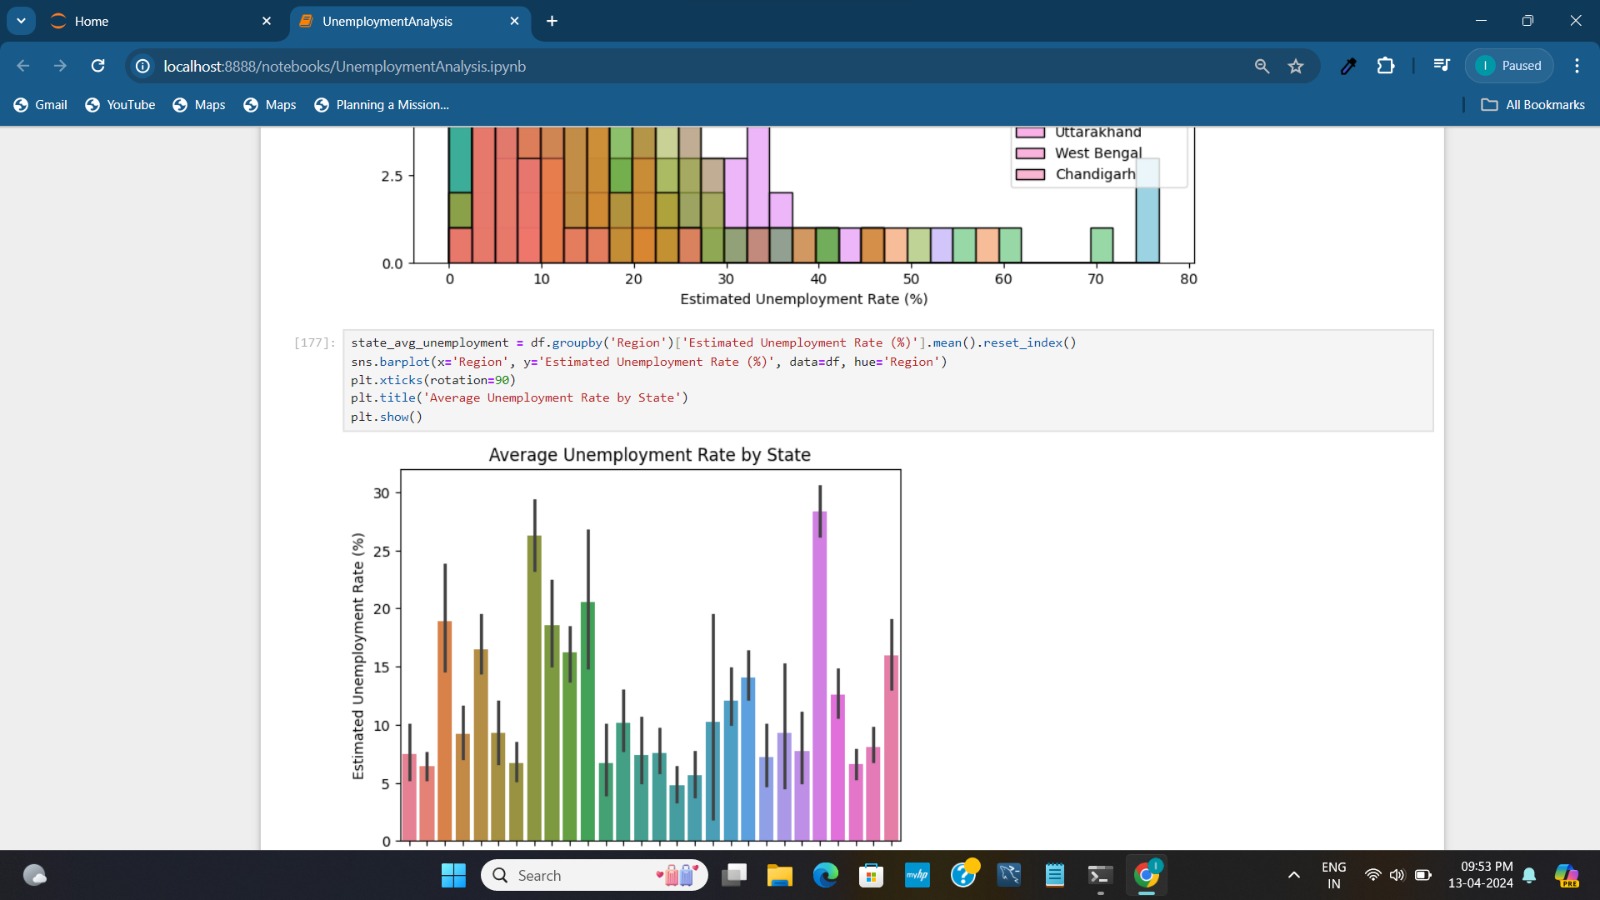 Home
UnemploymentAnalysis
localhost:8888/notebooks/UnemploymentAnalysis.ipynb
Paused
Gmail
YouTube
Maps
Maps
Planning a Mission...
All Bookmarks
Uttarakhand
West Bengal
Chandigarh
2.5
0.0
0 10 20 30 40 50 60 70 80
Estimated Unemployment Rate (%)
[177]:
state_avg_unemployment = df.groupby('Region')['Estimated Unemployment Rate (%)'].mean().reset_index()
sns.barplot(x='Region', y='Estimated Unemployment Rate (%)', data=df, hue='Region')
plt.xticks(rotation=90)
plt.title('Average Unemployment Rate by State')
plt.show()
Average Unemployment Rate by State
Estimated Unemployment Rate (%)
30
25
20
15
10
5
0
Search
myhp
ENG
IN
09:53 PM
13-04-2024
PRE